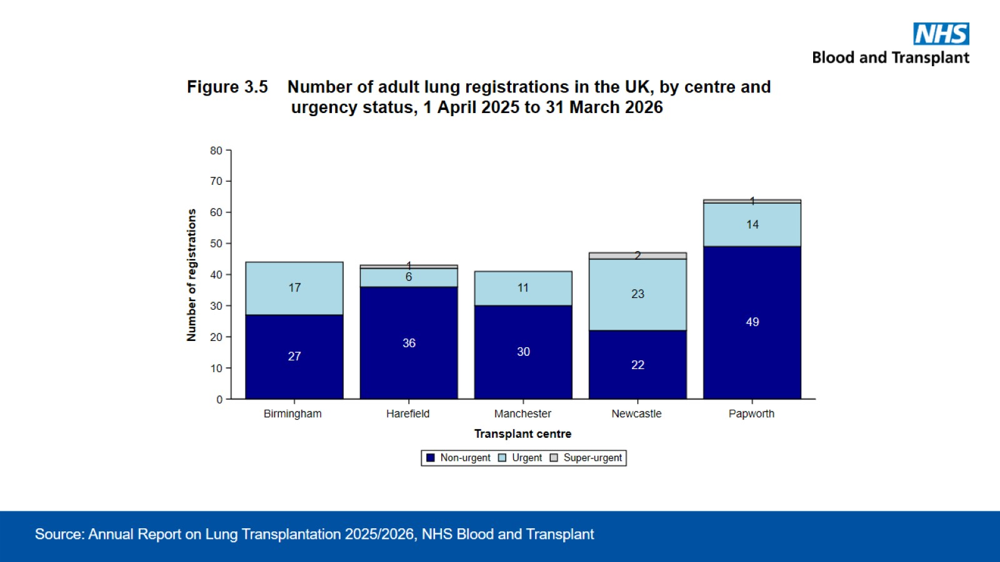 NHS
Blood and Transplant
Figure 3.5 Number of adult lung registrations in the UK, by centre and
urgency status, 1 April 2025 to 31 March 2026
Number of registrations
80
70
60
50
40
30
20
10
0
17
27
1
6
36
11
30
2
23
22
1
14
49
Birmingham Harefield Manchester Newcastle Papworth
Transplant centre
Non-urgent Urgent Super-urgent
Source: Annual Report on Lung Transplantation 2025/2026, NHS Blood and Transplant